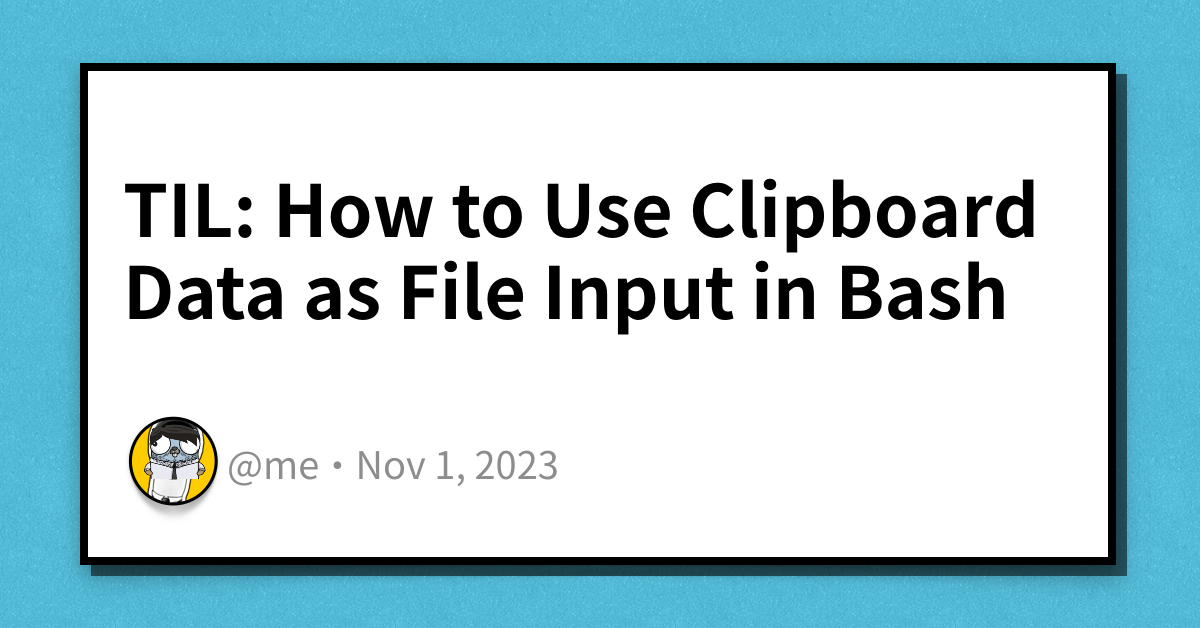 TIL: How to Use Clipboard
Data as File Input in Bash
@me • Nov 1, 2023